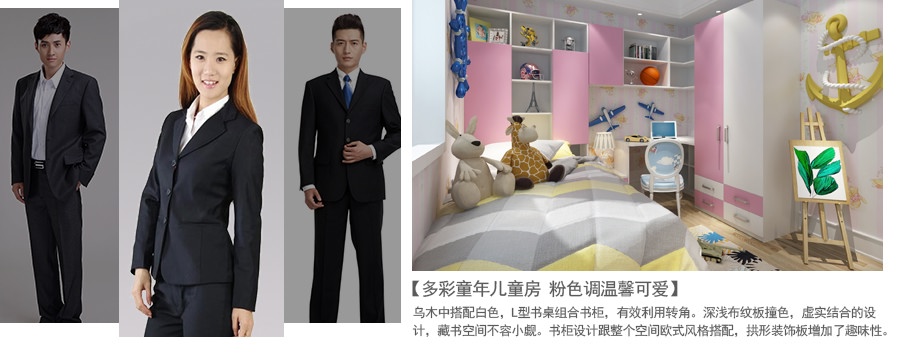 【多彩童年儿童房 粉色调温馨可爱】
乌木中搭配白色，L型书桌组合书柜，有效利用转角。深浅布纹板撞色，虚实结合的设
计，藏书空间不容小觑。书柜设计跟整个空间欧式风格搭配，拱形装饰板增加了趣味性。